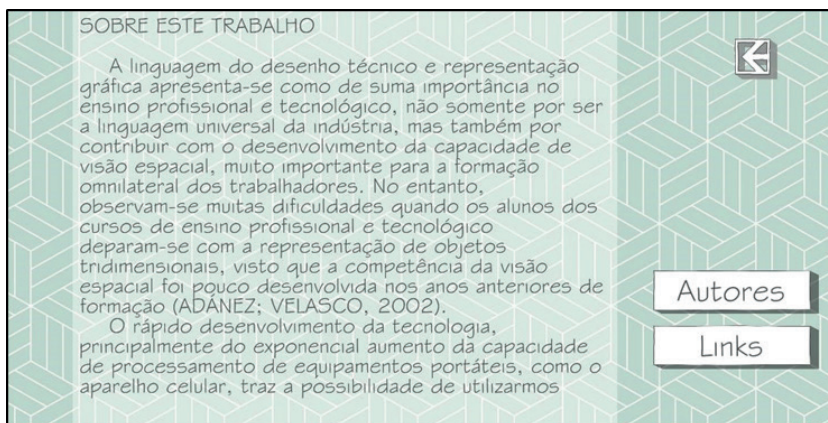 SOBRE ESTE TRABALHO
A linguagem do desenho técnico e representação
gráfica apresenta-se como de suma importância no
ensino profissional e tecnológico, não somente por ser
a linguagem universal da indústria, mas também por
contribuir com o desenvolvimento da capacidade de
visão espacial, muito importante para a formação
omnilateral dos trabalhadores. No entanto,
observam-se muitas dificuldades quando os alunos dos
cursos de ensino profissional e tecnológico
deparam-se com a representação de objetos
tridimensionais, visto que a competência da visão
espacial foi pouco desenvolvida nos anos anteriores de
formação (ADÁNEZ; VELASCO, 2002).
O rápido desenvolvimento da tecnologia,
principalmente do exponencial aumento da capacidade
de processamento de equipamentos portáteis, como o
aparelho celular, traz a possibilidade de utilizarmos
Autores
Links